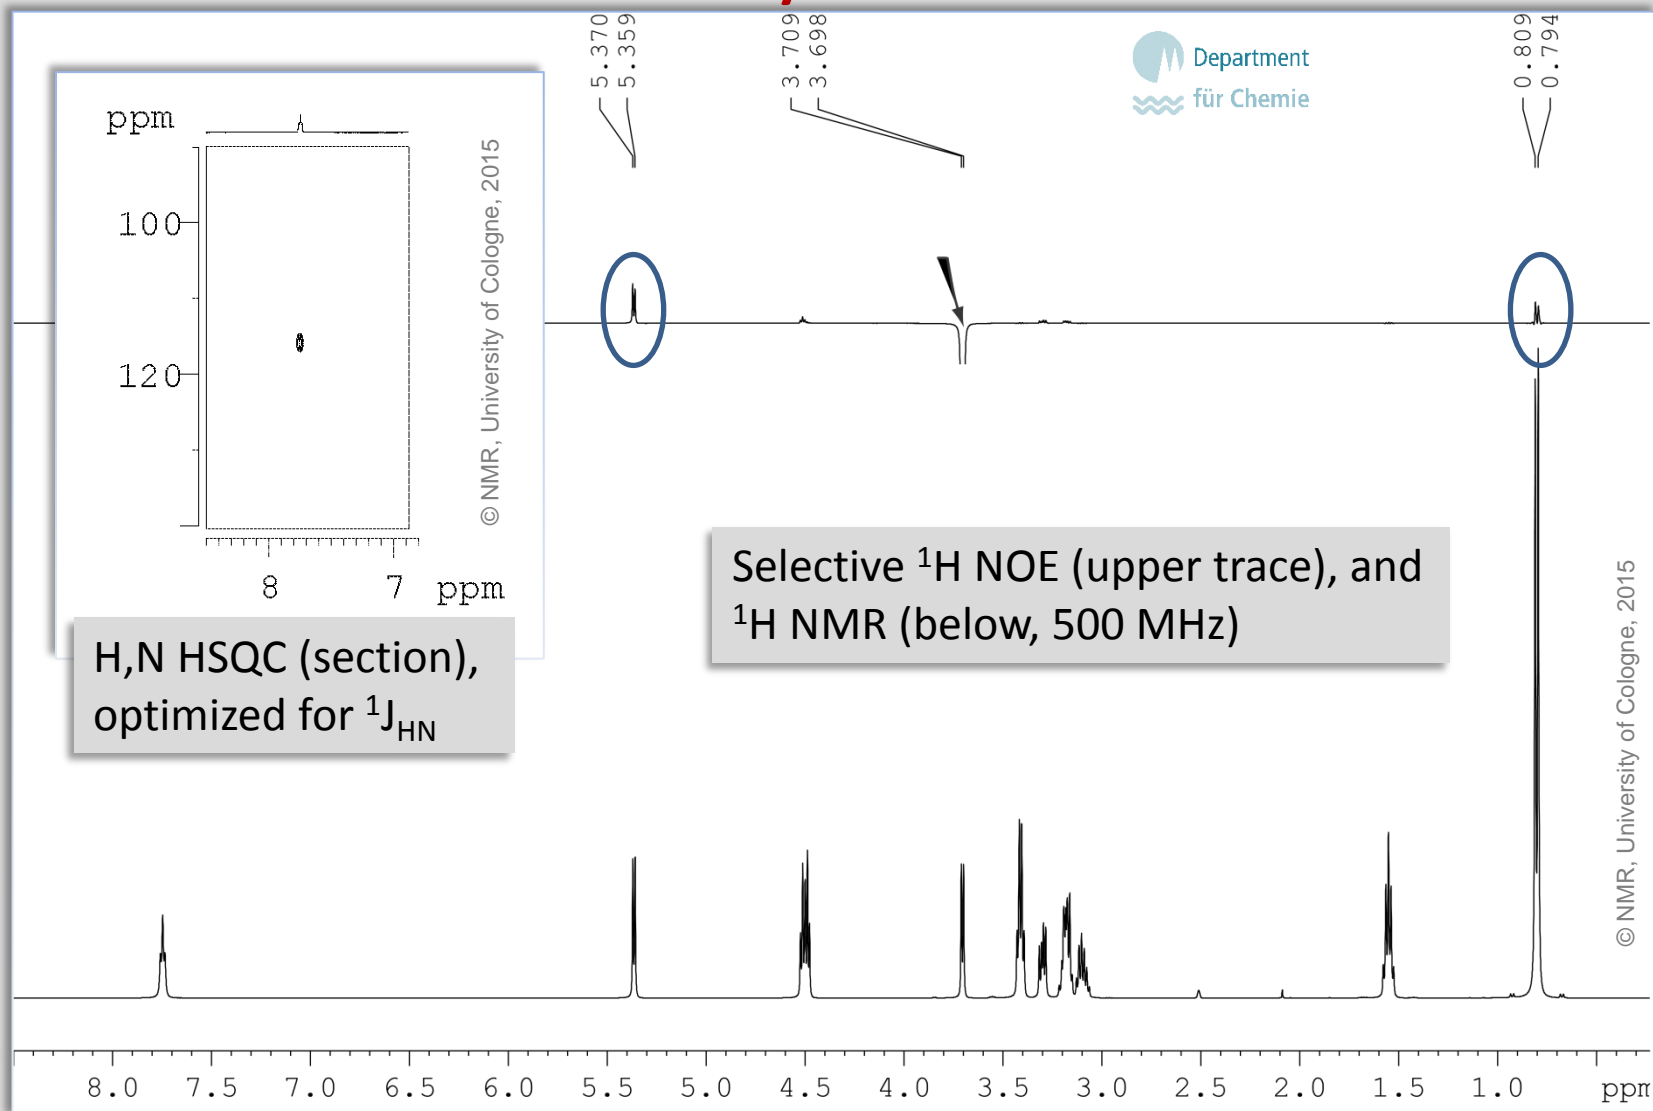 5.370
5.359
3.709
3.698
0.809
0.794
Department
für Chemie
ppm
100
120
8 7 ppm
© NMR, University of Cologne, 2015
H,N HSQC (section),
optimized for ¹J_HN
Selective ¹H NOE (upper trace), and
¹H NMR (below, 500 MHz)
© NMR, University of Cologne, 2015
8.0 7.5 7.0 6.5 6.0 5.5 5.0 4.5 4.0 3.5 3.0 2.5 2.0 1.5 1.0 ppm